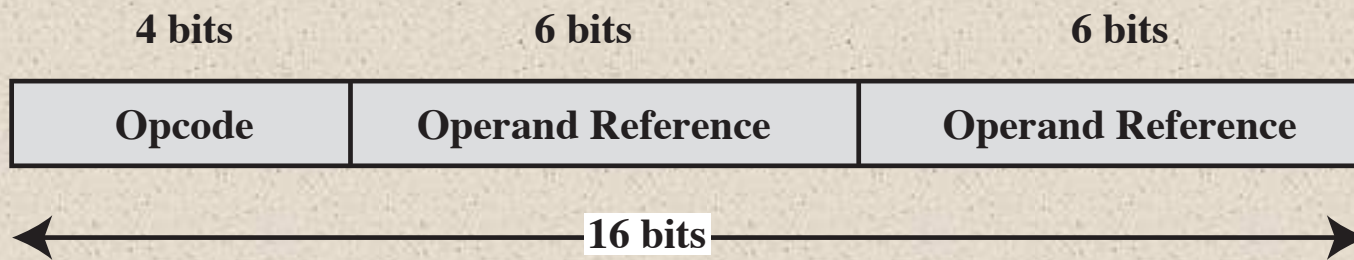 4 bits 6 bits 6 bits
Opcode Operand Reference Operand Reference
16 bits